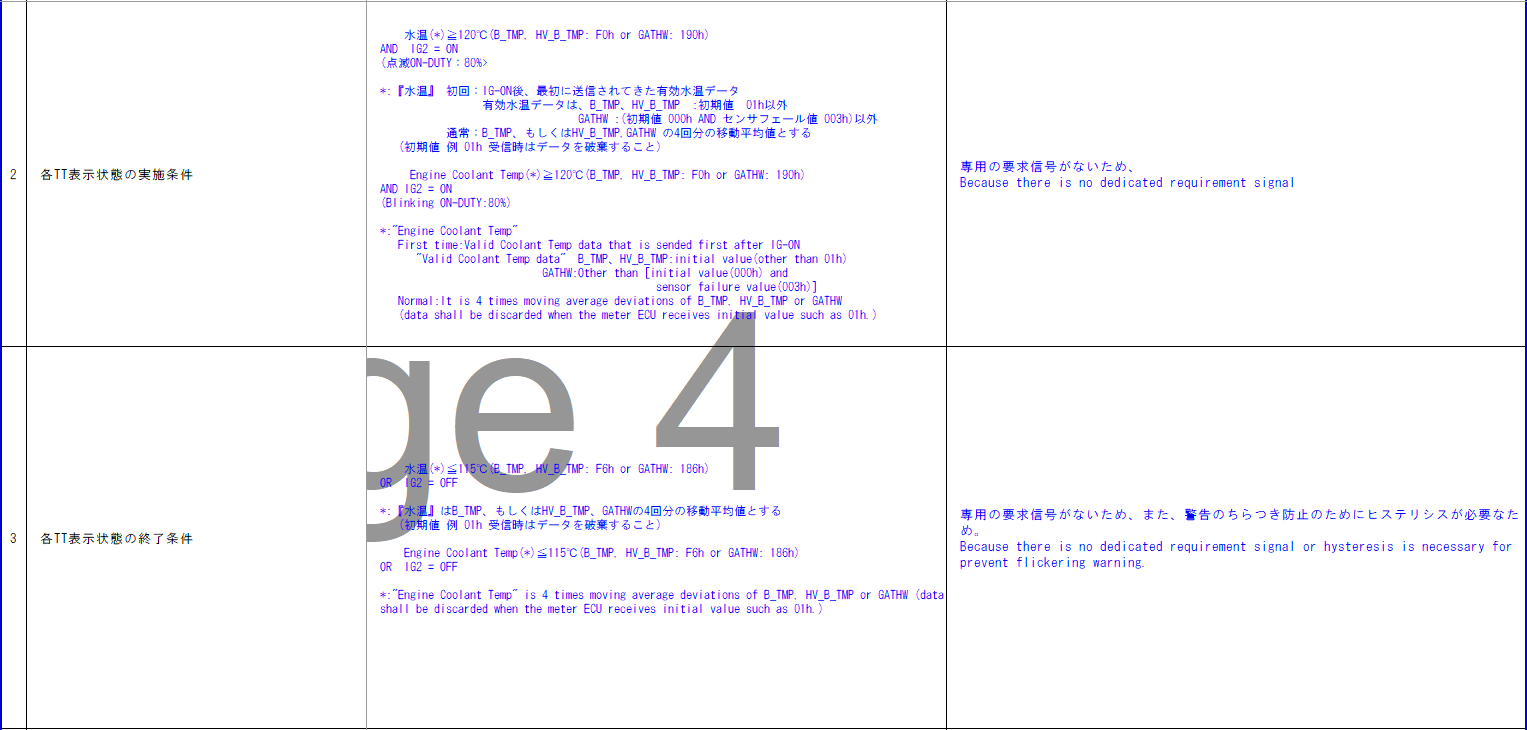 2
各TT表示状態の実施条件
水温(*)≧120℃(B_TMP, HV_B_TMP: F0h or GATHW: 190h)
AND IG2 = ON
(点滅ON-DUTY：80%>
*:『水温』 初回：IG-ON後、最初に送信されてきた有効水温データ
有効水温データは、B_TMP、HV_B_TMP :初期値 01h以外
GATHW :(初期値 000h AND センサフェール値 003h)以外
通常：B_TMP、もしくはHV_B_TMP,GATHW の4回分の移動平均値とする
(初期値 例 01h 受信時はデータを破棄すること)
Engine Coolant Temp(*)≧120℃(B_TMP, HV_B_TMP: F0h or GATHW: 190h)
AND IG2 = ON
(Blinking ON-DUTY:80%)
*:"Engine Coolant Temp"
First time:Valid Coolant Temp data that is sended first after IG-ON
"Valid Coolant Temp data" B_TMP、HV_B_TMP:initial value(other than 01h)
GATHW:Other than [initial value(000h) and
sensor failure value(003h)]
Normal:It is 4 times moving average deviations of B_TMP, HV_B_TMP or GATHW
(data shall be discarded when the meter ECU receives initial value such as 01h.)
専用の要求信号がないため、
Because there is no dedicated requirement signal
ge 4
3
各TT表示状態の終了条件
水温(*)≦115℃(B_TMP, HV_B_TMP: F6h or GATHW: 186h)
OR IG2 = OFF
*:『水温』はB_TMP、もしくはHV_B_TMP、GATHWの4回分の移動平均値とする
(初期値 例 01h 受信時はデータを破棄すること)
Engine Coolant Temp(*)≦115℃(B_TMP, HV_B_TMP: F6h or GATHW: 186h)
OR IG2 = OFF
*:"Engine Coolant Temp" is 4 times moving average deviations of B_TMP, HV_B_TMP or GATHW (data
shall be discarded when the meter ECU receives initial value such as 01h.)
専用の要求信号がないため、また、警告のちらつき防止のためにヒステリシスが必要なた
め。
Because there is no dedicated requirement signal or hysteresis is necessary for
prevent flickering warning.